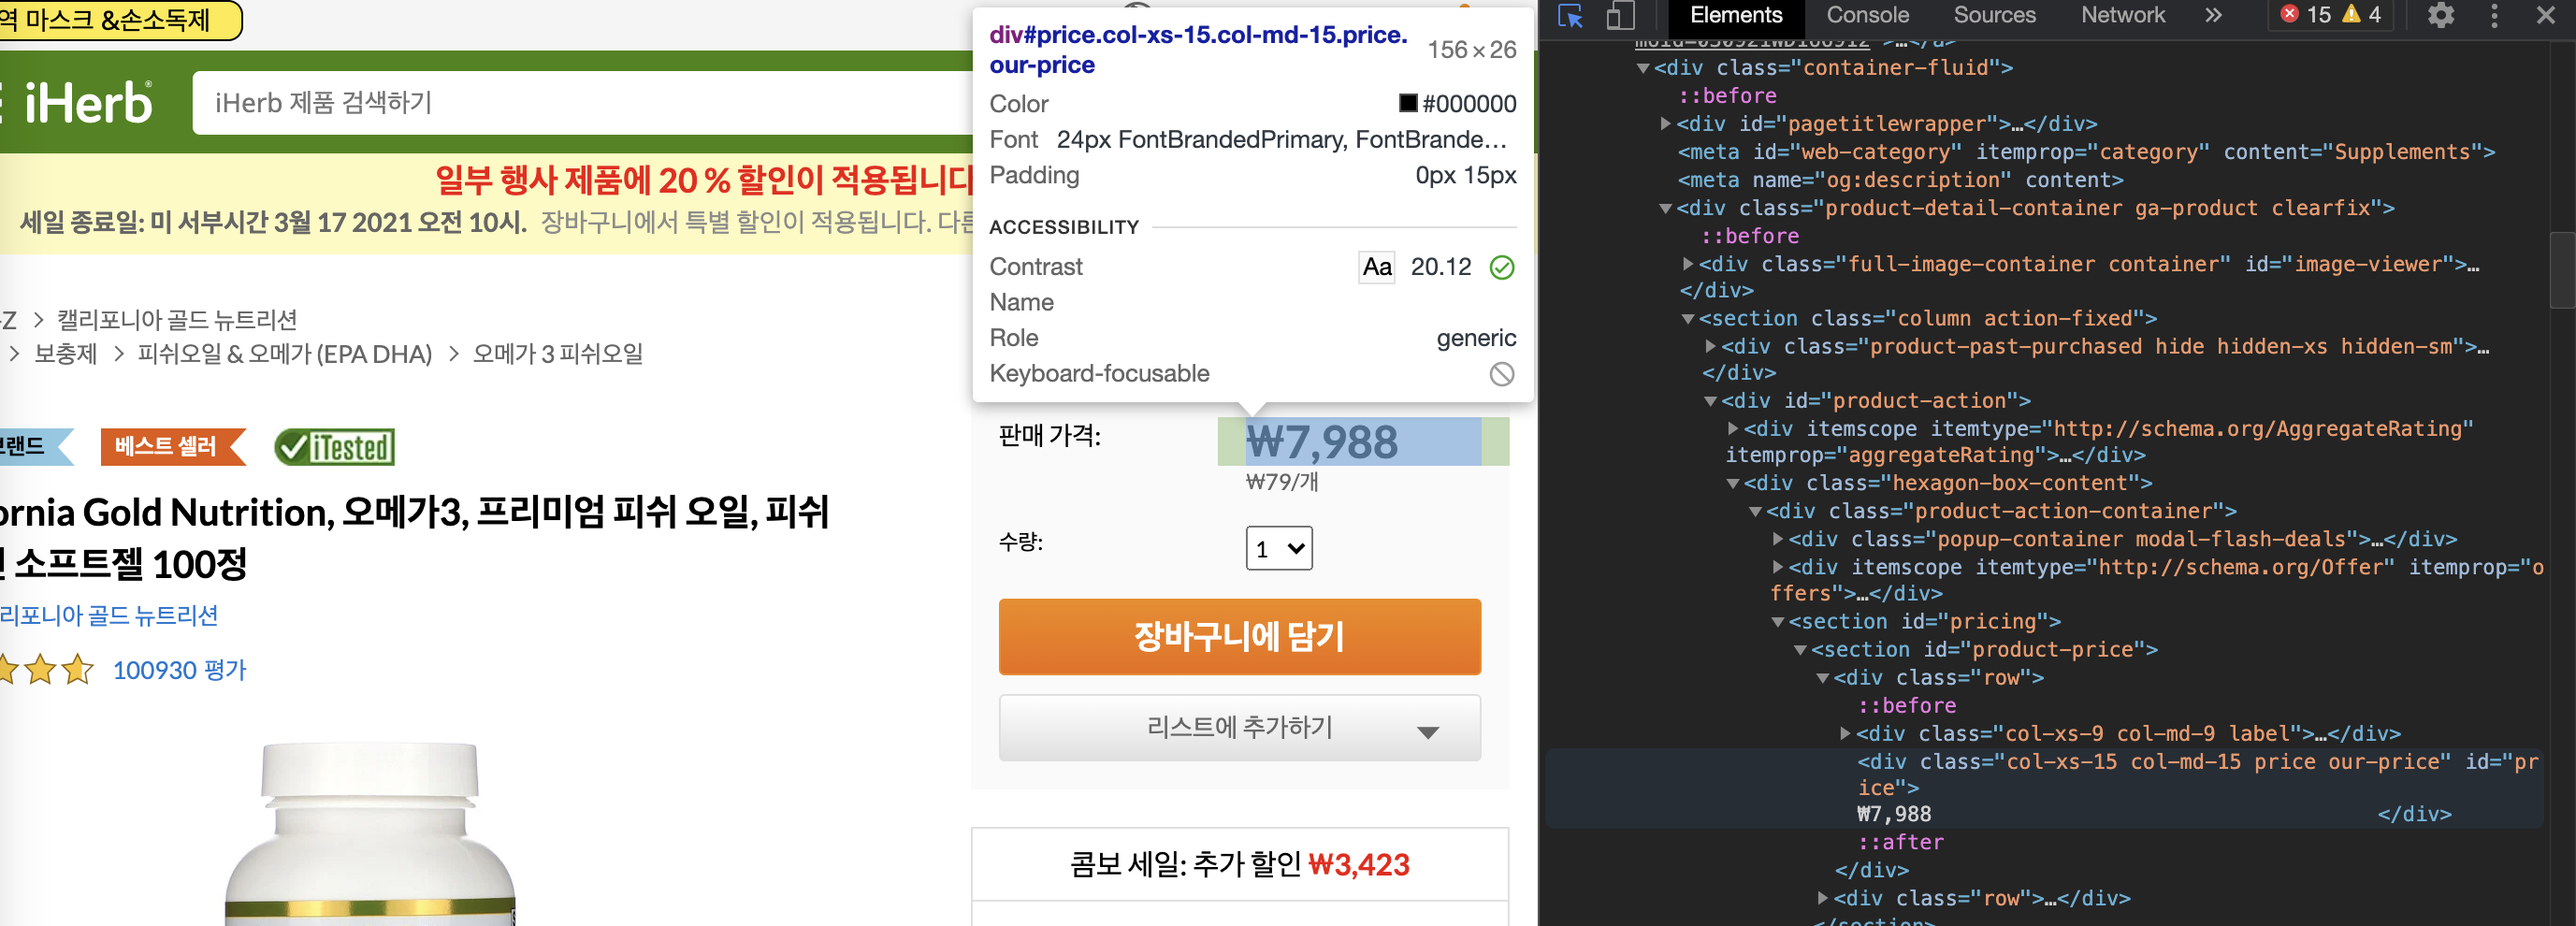 역 마스크 &손소독제
iHerb®
iHerb 제품 검색하기
일부 행사 제품에 20 % 할인이 적용됩니다
세일 종료일: 미 서부시간 3월 17 2021 오전 10시. 장바구니에서 특별 할인이 적용됩니다. 다른
-Z > 캘리포니아 골드 뉴트리션
> 보충제 > 피쉬오일 & 오메가 (EPA DHA) > 오메가 3 피쉬오일
브랜드
베스트 셀러
iTested
ornia Gold Nutrition, 오메가3, 프리미엄 피쉬 오일, 피쉬
소프트젤 100정
리포니아 골드 뉴트리션
100930 평가
div#price.col-xs-15.col-md-15.price.
our-price
156 × 26
Color #000000
Font 24px FontBrandedPrimary, FontBrande…
Padding 0px 15px
ACCESSIBILITY
Contrast Aa 20.12
Name
Role generic
Keyboard-focusable
판매 가격: ₩7,988
₩79/개
수량: 1
장바구니에 담기
리스트에 추가하기
콤보 세일: 추가 할인 ₩3,423
Elements Console Sources Network » 15 4
<div class="container-fluid">
::before
<div id="pagetitlewrapper">…</div>
<meta id="web-category" itemprop="category" content="Supplements">
<meta name="og:description" content>
<div class="product-detail-container ga-product clearfix">
::before
<div class="full-image-container container" id="image-viewer">…
</div>
<section class="column action-fixed">
<div class="product-past-purchased hide hidden-xs hidden-sm">…
</div>
<div id="product-action">
<div itemscope itemtype="http://schema.org/AggregateRating"
itemprop="aggregateRating">…</div>
<div class="hexagon-box-content">
<div class="product-action-container">
<div class="popup-container modal-flash-deals">…</div>
<div itemscope itemtype="http://schema.org/Offer" itemprop="o
ffers">…</div>
<section id="pricing">
<section id="product-price">
<div class="row">
::before
<div class="col-xs-9 col-md-9 label">…</div>
<div class="col-xs-15 col-md-15 price our-price" id="pr
ice">
₩7,988 </div>
::after
</div>
<div class="row">…</div>